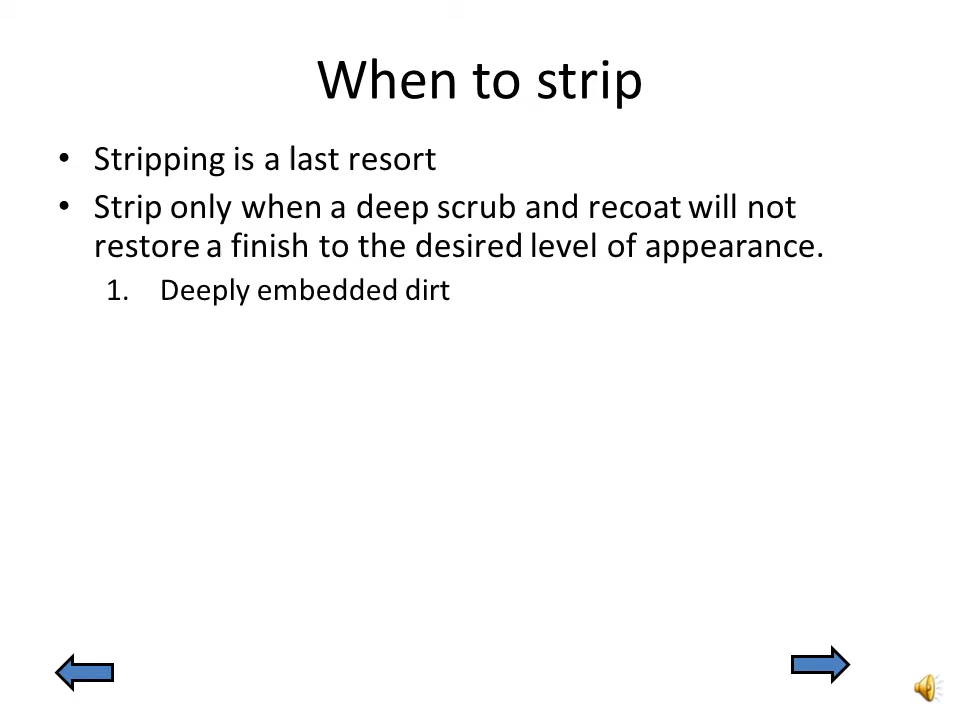 When to strip
• Stripping is a last resort
• Strip only when a deep scrub and recoat will not
restore a finish to the desired level of appearance.
1. Deeply embedded dirt